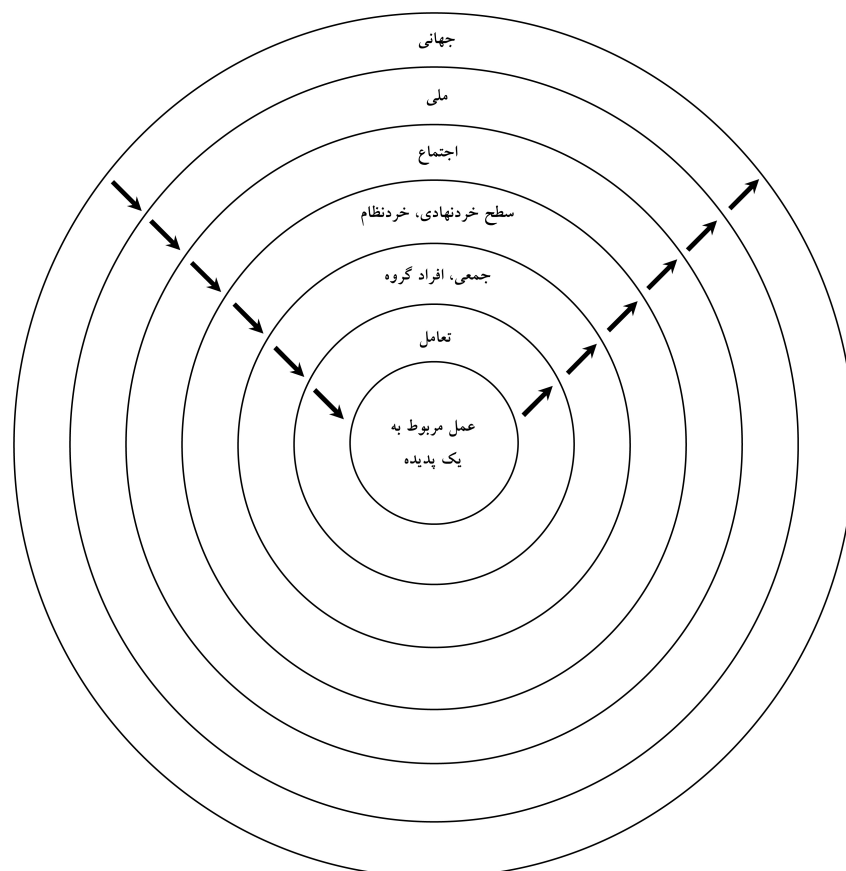 جهانی
ملی
اجتماع
سطح خردنهادی، خردنظام
جمعی، افراد گروه
تعامل
عمل مربوط به
یک پدیده